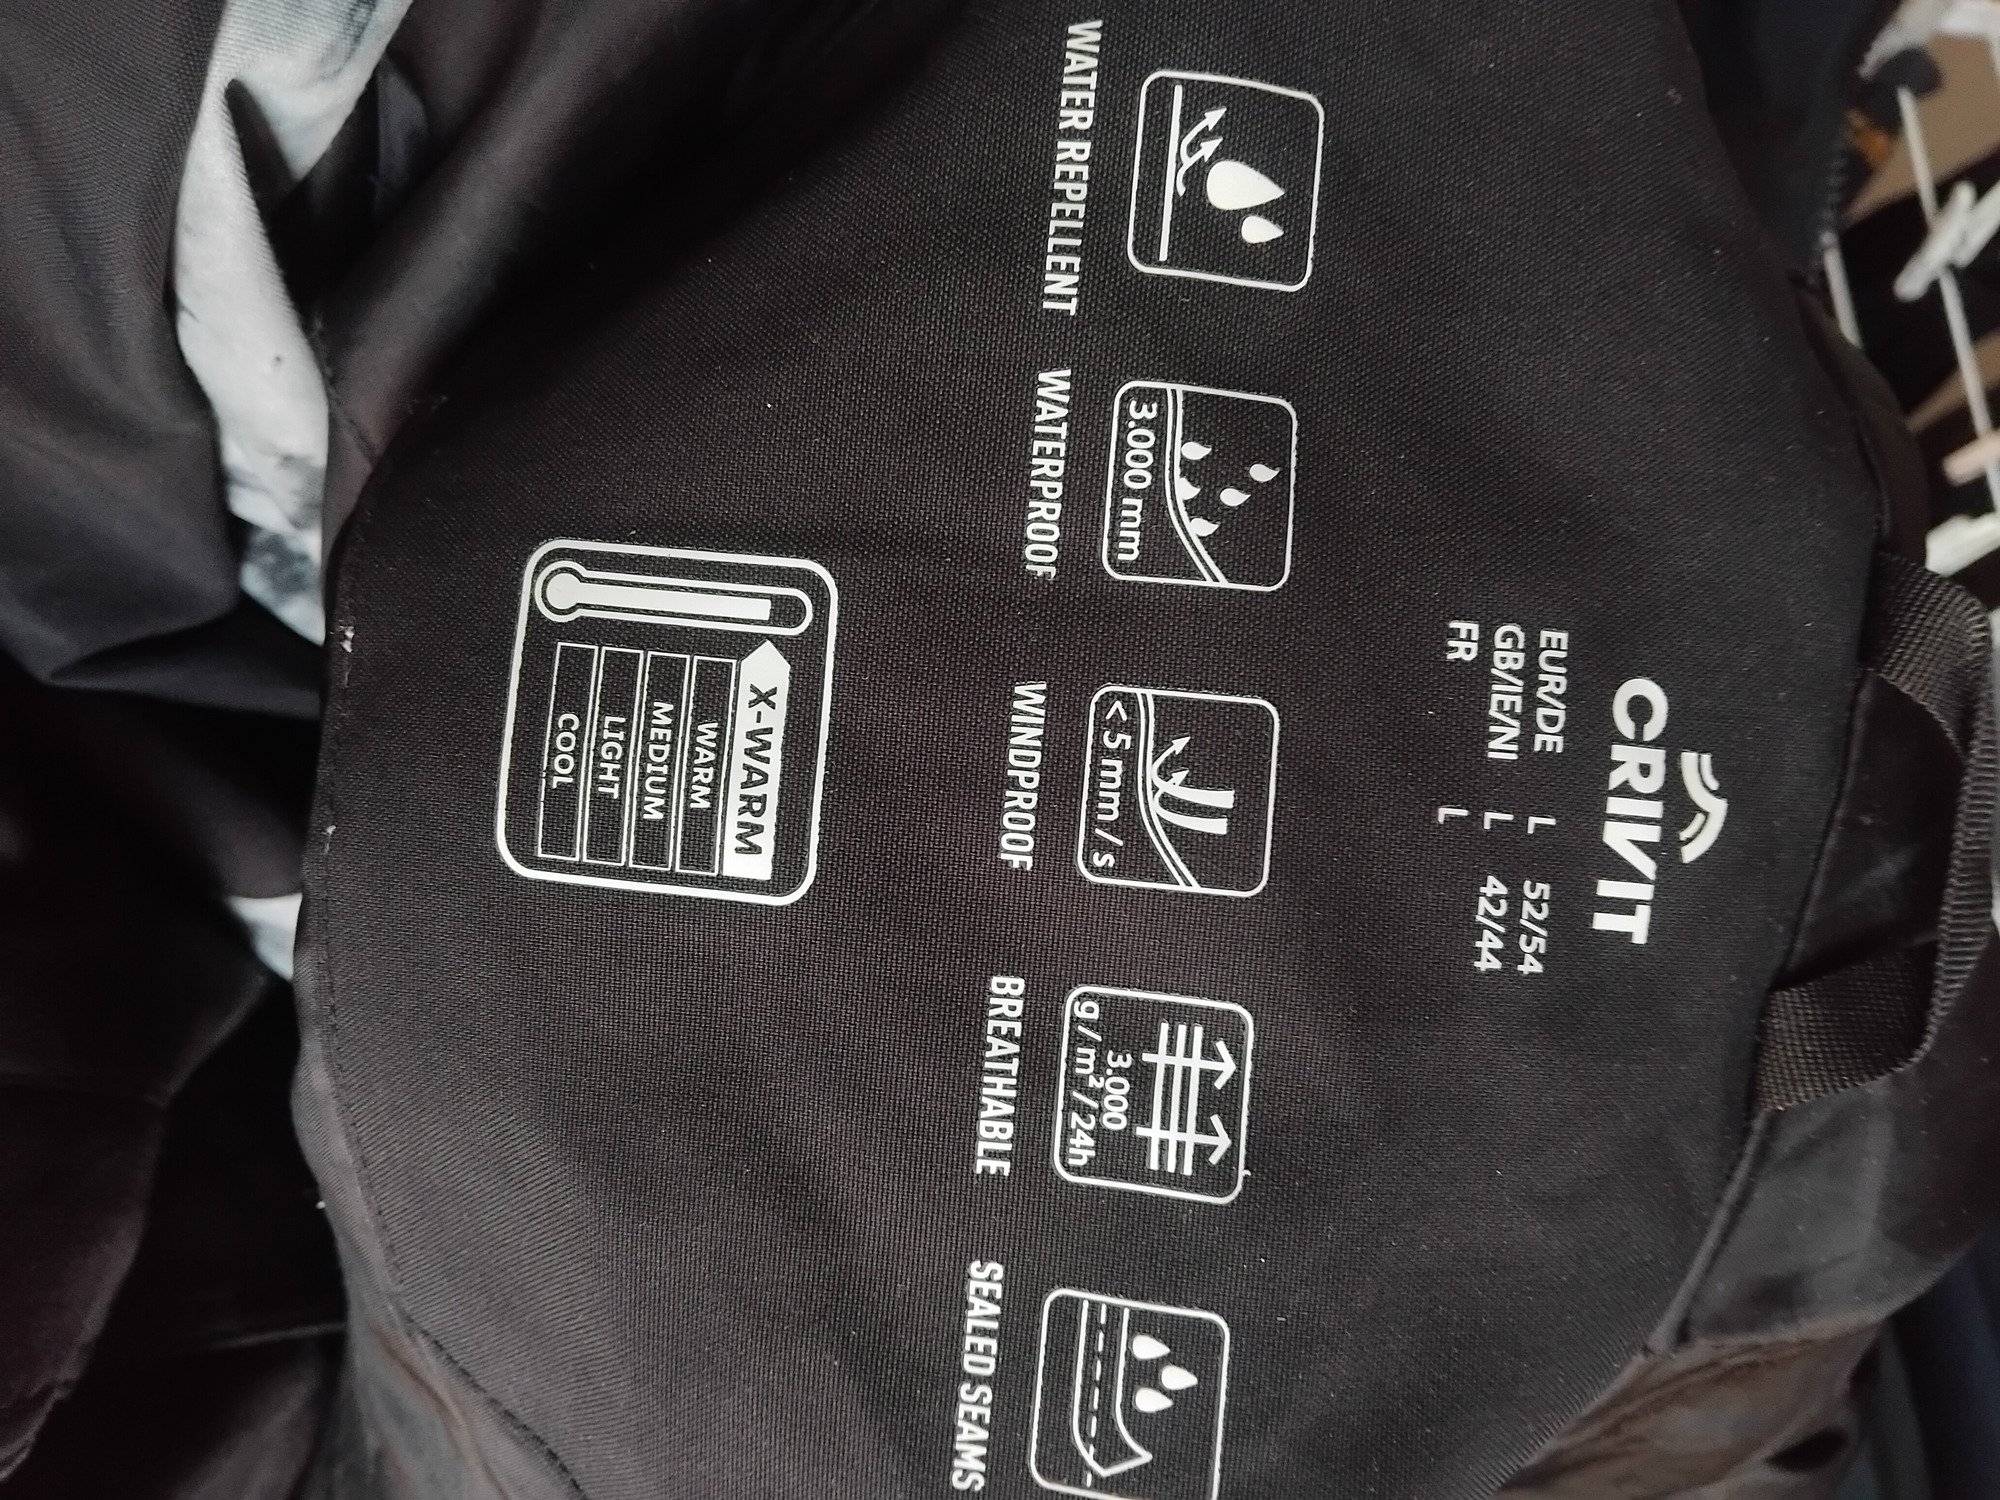 CRIVIT
EUR/DE L 52/54
GB/IE/NI L 42/44
FR L
3.000 mm
< 5 mm/s
3.000
g/m²/24h
WATER REPELLENT
WATERPROOF
WINDPROOF
BREATHABLE
SEALED SEAMS
X-WARM
WARM
MEDIUM
LIGHT
COOL